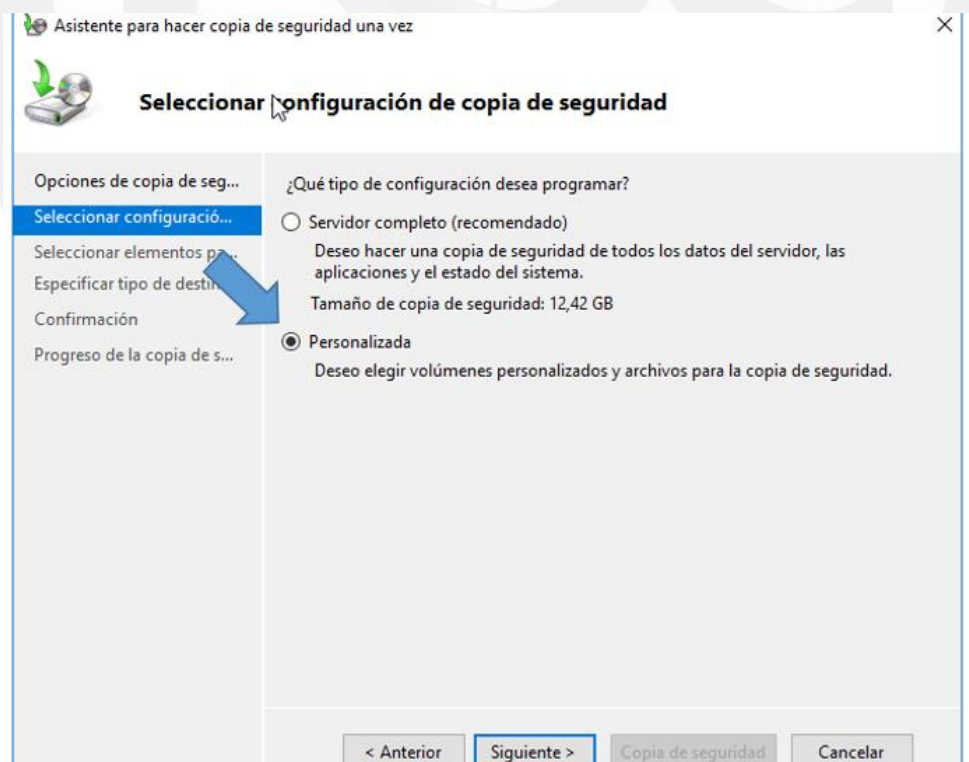 Asistente para hacer copia de seguridad una vez
Seleccionar configuración de copia de seguridad
Opciones de copia de seg...
Seleccionar configuració...
Seleccionar elementos pa...
Especificar tipo de destin...
Confirmación
Progreso de la copia de s...
¿Qué tipo de configuración desea programar?
Servidor completo (recomendado)
Deseo hacer una copia de seguridad de todos los datos del servidor, las
aplicaciones y el estado del sistema.
Tamaño de copia de seguridad: 12,42 GB
Personalizada
Deseo elegir volúmenes personalizados y archivos para la copia de seguridad.
< Anterior
Siguiente >
Copia de seguridad
Cancelar